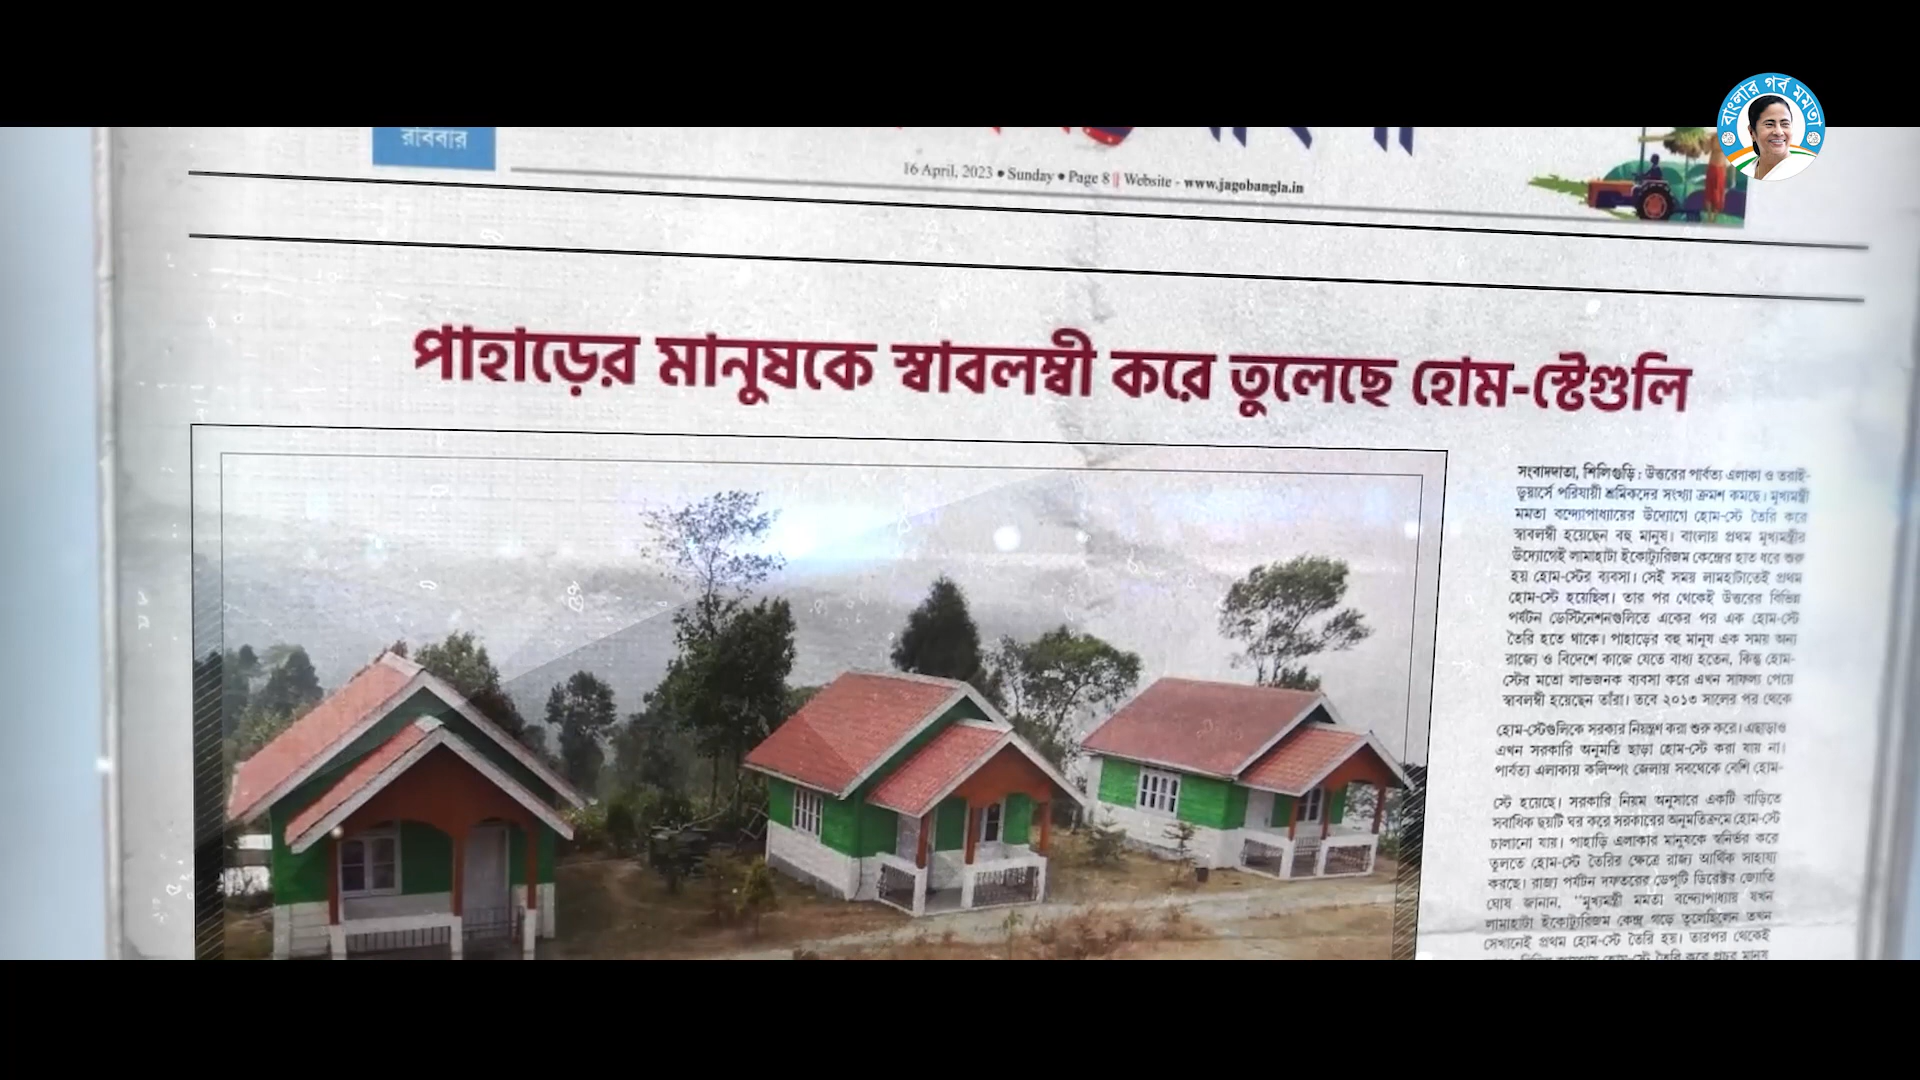 বাংলার গর্ব মমতা
রবিবার
16 April, 2023 • Sunday • Page 8 || Website - www.jagobangla.in
পাহাড়ের মানুষকে স্বাবলম্বী করে তুলেছে হোম-স্টেগুলি
সংবাদদাতা, শিলিগুড়ি : উত্তরের পার্বত্য এলাকা ও তরাই-
ডুয়ার্সে পরিযায়ী শ্রমিকদের সংখ্যা ক্রমশ কমছে। মুখ্যমন্ত্রী
মমতা বন্দ্যোপাধ্যায়ের উদ্যোগে হোম-স্টে তৈরি করে
স্বাবলম্বী হয়েছেন বহু মানুষ। বাংলায় প্রথম মুখ্যমন্ত্রীর
উদ্যোগেই লামাহাটা ইকোট্যুরিজম কেন্দ্রের হাত ধরে শুরু
হয় হোম-স্টের ব্যবসা। সেই সময় লামহাটাতেই প্রথম
হোম-স্টে হয়েছিল। তার পর থেকেই উত্তরের বিভিন্ন
পর্যটন ডেস্টিনেশনগুলিতে একের পর এক হোম-স্টে
তৈরি হতে থাকে। পাহাড়ের বহু মানুষ এক সময় অন্য
রাজ্যে ও বিদেশে কাজে যেতে বাধ্য হতেন, কিন্তু হোম-
স্টের মতো লাভজনক ব্যবসা করে এখন সাফল্য পেয়ে
স্বাবলম্বী হয়েছেন তাঁরা। তবে ২০১৩ সালের পর থেকে
হোম-স্টেগুলিকে সরকার নিয়ন্ত্রণ করা শুরু করে। এছাড়াও
এখন সরকারি অনুমতি ছাড়া হোম-স্টে করা যায় না।
পার্বত্য এলাকায় কলিম্পং জেলায় সবথেকে বেশি হোম-
স্টে হয়েছে। সরকারি নিয়ম অনুসারে একটি বাড়িতে
সর্বাধিক ছয়টি ঘর করে সরকারের অনুমতিক্রমে হোম-স্টে
চালানো যায়। পাহাড়ি এলাকার মানুষকে স্বনির্ভর করে
তুলতে হোম-স্টে তৈরির ক্ষেত্রে রাজ্য আর্থিক সাহায্য
করছে। রাজ্য পর্যটন দফতরের ডেপুটি ডিরেক্টর জ্যোতি
ঘোষ জানান, ‘‘মুখ্যমন্ত্রী মমতা বন্দ্যোপাধ্যায় যখন
লামাহাটা ইকোট্যুরিজম কেন্দ্র গড়ে তুলেছিলেন তখন
সেখানেই প্রথম হোম-স্টে তৈরি হয়। তারপর থেকেই
হোম-স্টে তৈরি করে প্রচুর মানুষ